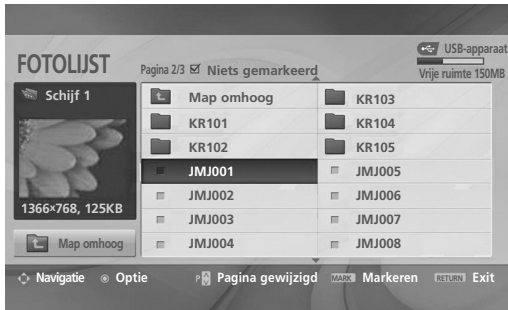 USB-apparaat
FOTOLIJST Pagina 2/3 Niets gemarkeerd Vrije ruimte 150MB
Schijf 1
Map omhoog KR103
KR101 KR104
KR102 KR105
JMJ001 JMJ005
JMJ002 JMJ006
1366×768, 125KB
JMJ003 JMJ007
Map omhoog JMJ004 JMJ008
Navigatie Optie P Pagina gewijzigd MARK Markeren RETURN Exit